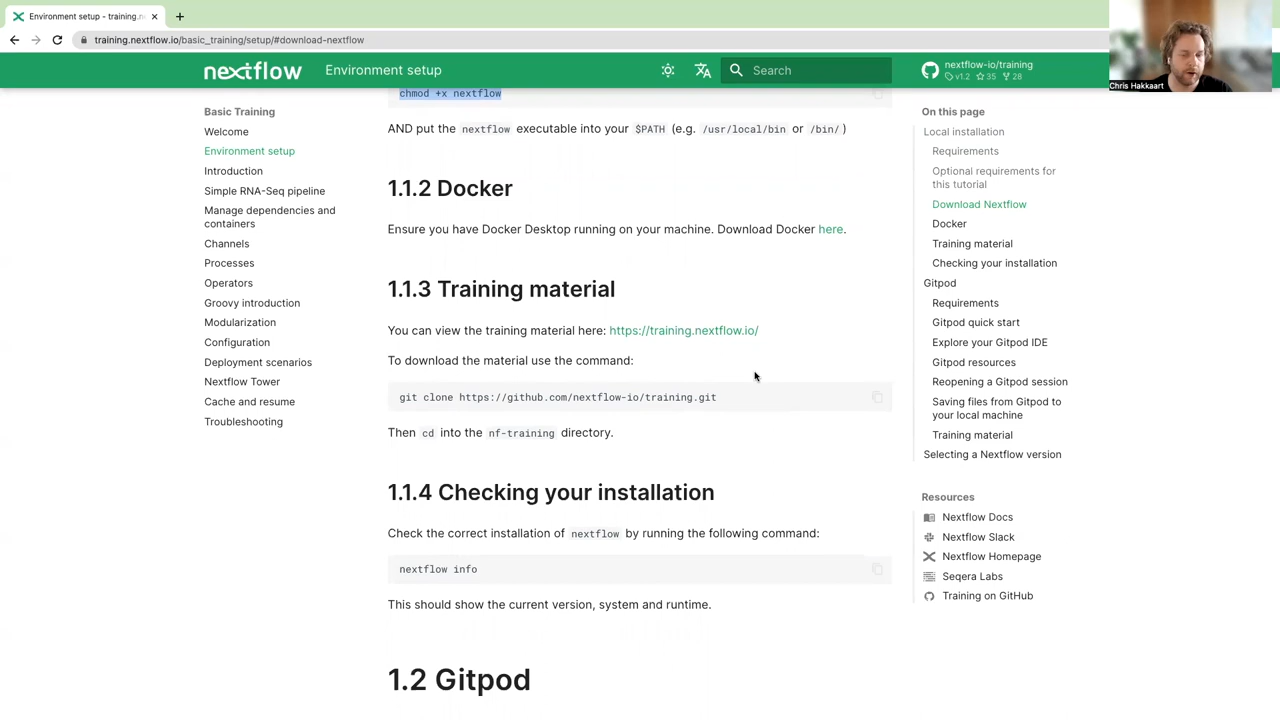 Environment setup - training.n
training.nextflow.io/basic_training/setup/#download-nextflow
nextflow
Environment setup
Search
nextflow-io/training
v1.2 35 28
Chris Hakkaart
Basic Training
Welcome
Environment setup
Introduction
Simple RNA-Seq pipeline
Manage dependencies and
containers
Channels
Processes
Operators
Groovy introduction
Modularization
Configuration
Deployment scenarios
Nextflow Tower
Cache and resume
Troubleshooting
chmod +x nextflow
AND put the nextflow executable into your $PATH (e.g. /usr/local/bin or /bin/ )
1.1.2 Docker
Ensure you have Docker Desktop running on your machine. Download Docker here.
1.1.3 Training material
You can view the training material here: https://training.nextflow.io/
To download the material use the command:
git clone https://github.com/nextflow-io/training.git
Then cd into the nf-training directory.
1.1.4 Checking your installation
Check the correct installation of nextflow by running the following command:
nextflow info
This should show the current version, system and runtime.
1.2 Gitpod
On this page
Local installation
Requirements
Optional requirements for
this tutorial
Download Nextflow
Docker
Training material
Checking your installation
Gitpod
Requirements
Gitpod quick start
Explore your Gitpod IDE
Gitpod resources
Reopening a Gitpod session
Saving files from Gitpod to
your local machine
Training material
Selecting a Nextflow version
Resources
Nextflow Docs
Nextflow Slack
Nextflow Homepage
Seqera Labs
Training on GitHub